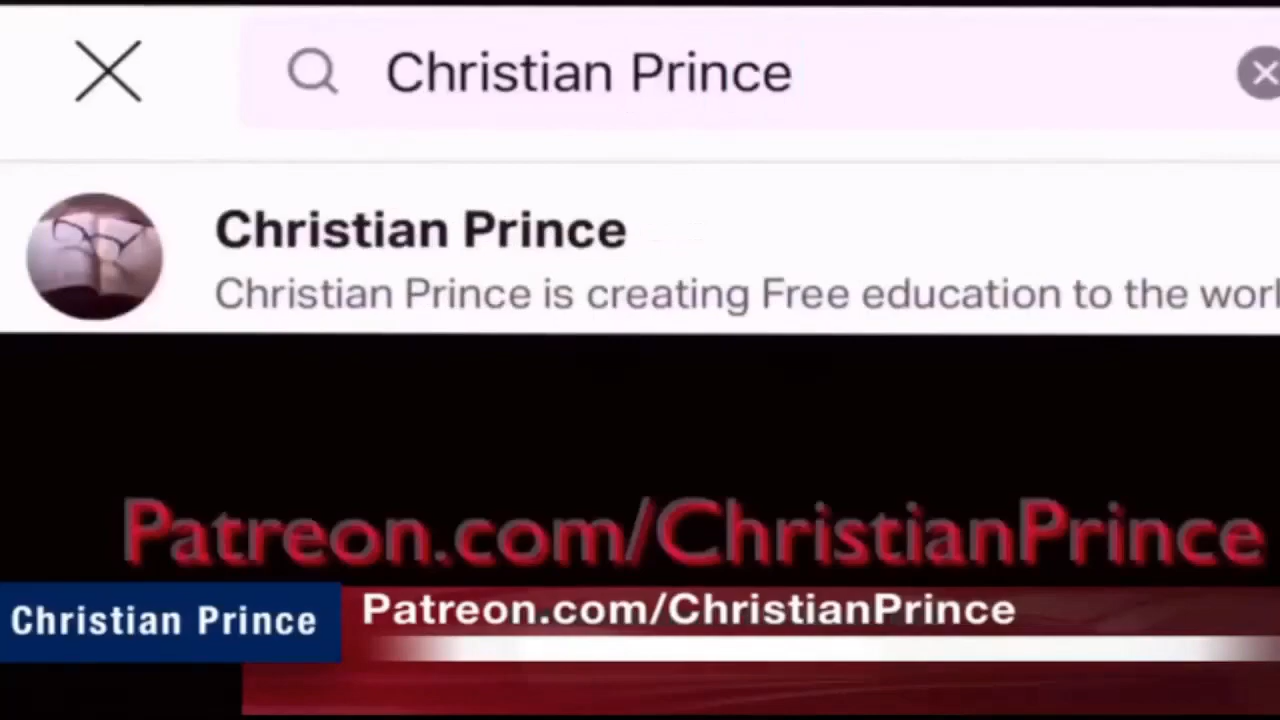 Christian Prince
Christian Prince
Christian Prince is creating Free education to the worl
Patreon.com/ChristianPrince
Christian Prince
Patreon.com/ChristianPrince